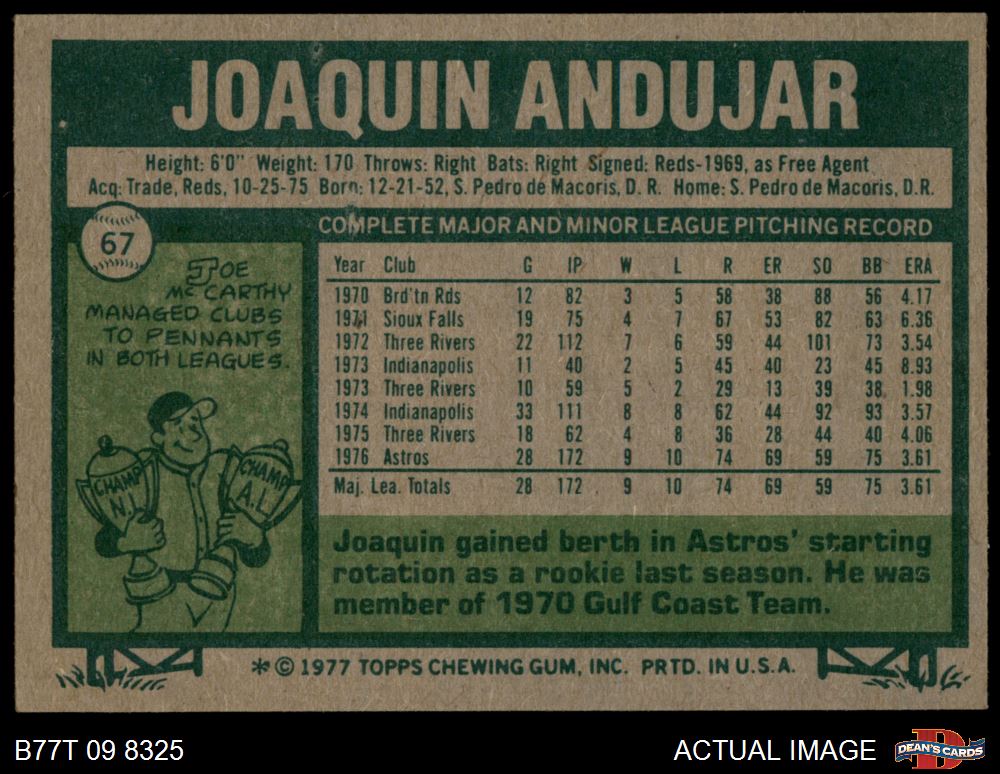 JOAQUIN ANDUJAR
Height: 6'0" Weight: 170 Throws: Right Bats: Right Signed: Reds-1969, as Free Agent
Acq: Trade, Reds, 10-25-75 Born: 12-21-52, S. Pedro de Macoris, D. R. Home: S. Pedro de Macoris, D.R.
67
JOE
McCARTHY
MANAGED CLUBS
TO PENNANTS
IN BOTH LEAGUES.
CHAMP
N.L.
CHAMP
A.L.
COMPLETE MAJOR AND MINOR LEAGUE PITCHING RECORD
Year Club G IP W L R ER SO BB ERA
1970 Brd'tn Rds 12 82 3 5 58 38 88 56 4.17
1971 Sioux Falls 19 75 4 7 67 53 82 63 6.36
1972 Three Rivers 22 112 7 6 59 44 101 73 3.54
1973 Indianapolis 11 40 2 5 45 40 23 45 8.93
1973 Three Rivers 10 59 5 2 29 13 39 38 1.98
1974 Indianapolis 33 111 8 8 62 44 92 93 3.57
1975 Three Rivers 18 62 4 8 36 28 44 40 4.06
1976 Astros 28 172 9 10 74 69 59 75 3.61
Maj. Lea. Totals 28 172 9 10 74 69 59 75 3.61
Joaquin gained berth in Astros' starting
rotation as a rookie last season. He was
member of 1970 Gulf Coast Team.
* © 1977 TOPPS CHEWING GUM, INC. PRTD. IN U.S.A.
B77T 09 8325
ACTUAL IMAGE
DEAN'S CARDS